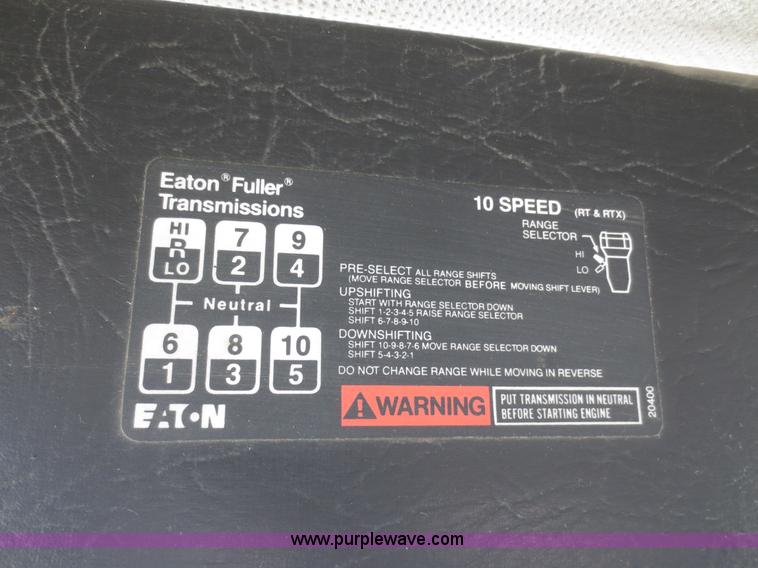 Eaton® Fuller®
Transmissions
10 SPEED (RT & RTX)
RANGE
SELECTOR
HI
LO
HI
R
LO
7
2
9
4
Neutral
6
1
8
3
10
5
PRE-SELECT ALL RANGE SHIFTS
(MOVE RANGE SELECTOR BEFORE MOVING SHIFT LEVER)
UPSHIFTING
START WITH RANGE SELECTOR DOWN
SHIFT 1-2-3-4-5 RAISE RANGE SELECTOR
SHIFT 6-7-8-9-10
DOWNSHIFTING
SHIFT 10-9-8-7-6 MOVE RANGE SELECTOR DOWN
SHIFT 5-4-3-2-1
DO NOT CHANGE RANGE WHILE MOVING IN REVERSE
EATON
WARNING
PUT TRANSMISSION IN NEUTRAL
BEFORE STARTING ENGINE
20400
www.purplewave.com